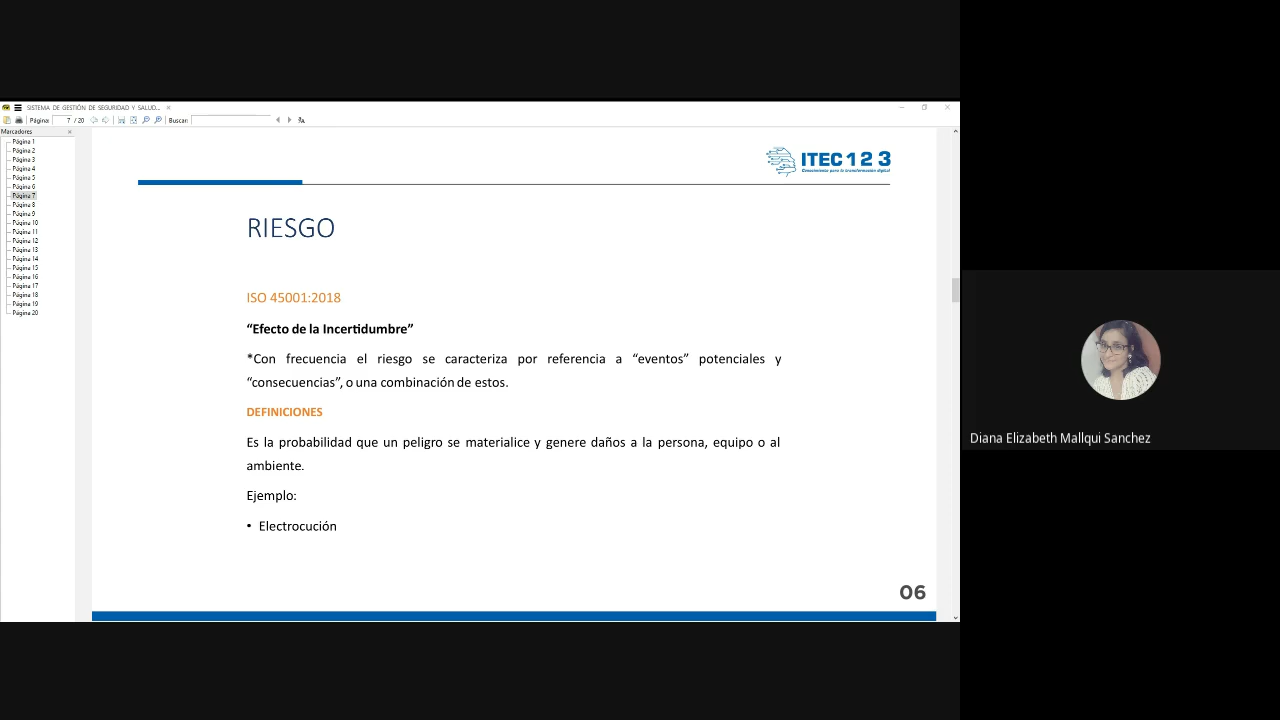 SISTEMA DE GESTIÓN DE SEGURIDAD Y SALUD...
Página: 7 / 20 Buscar:
Marcadores
Página 1
Página 2
Página 3
Página 4
Página 5
Página 6
Página 7
Página 8
Página 9
Página 10
Página 11
Página 12
Página 13
Página 14
Página 15
Página 16
Página 17
Página 18
Página 19
Página 20
ITEC 1 2 3
Conocimiento para la transformación digital
RIESGO
ISO 45001:2018
“Efecto de la Incertidumbre”
*Con frecuencia el riesgo se caracteriza por referencia a “eventos” potenciales y
“consecuencias”, o una combinación de estos.
DEFINICIONES
Es la probabilidad que un peligro se materialice y genere daños a la persona, equipo o al
ambiente.
Ejemplo:
• Electrocución
06
Diana Elizabeth Mallqui Sanchez